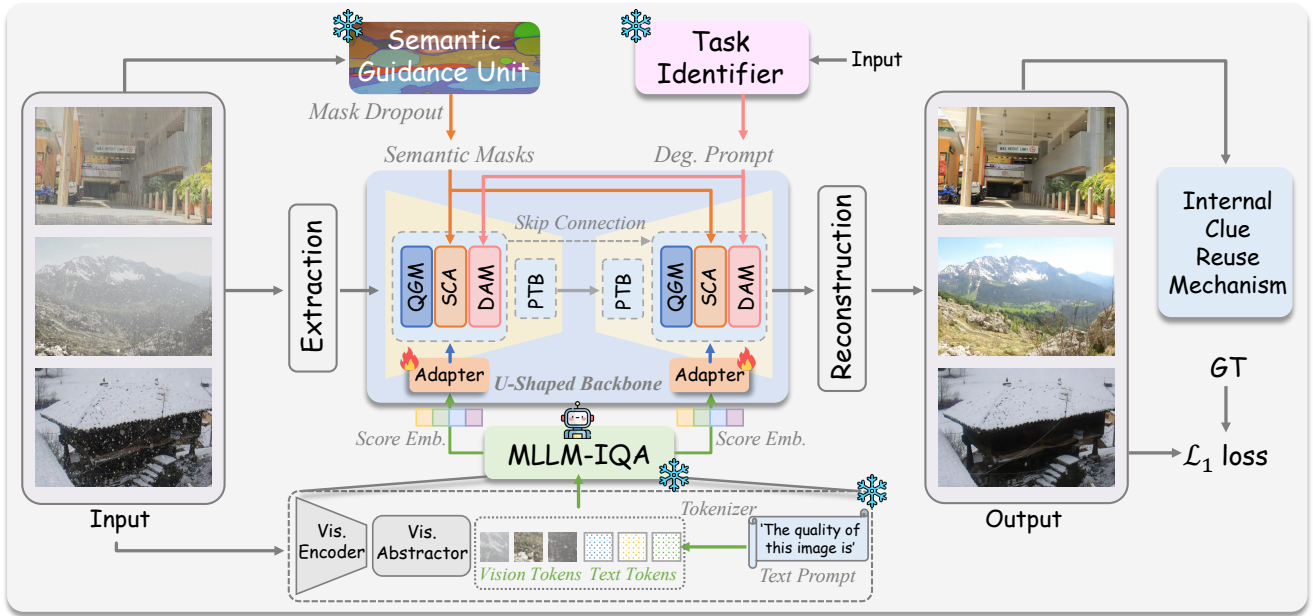 Semantic
Guidance Unit
Task
Identifier
Input
Mask Dropout
Semantic Masks
Deg. Prompt
Internal
Clue
Reuse
Mechanism
Extraction
Skip Connection
QGM
SCA
DAM
PTB
PTB
QGM
SCA
DAM
Reconstruction
Adapter
U-Shaped Backbone
Adapter
GT
Score Emb.
MLLM-IQA
Score Emb.
ℒ₁ loss
Input
Output
Vis.
Encoder
Vis.
Abstractor
Tokenizer
Vision Tokens
Text Tokens
'The quality of
this image is'
Text Prompt